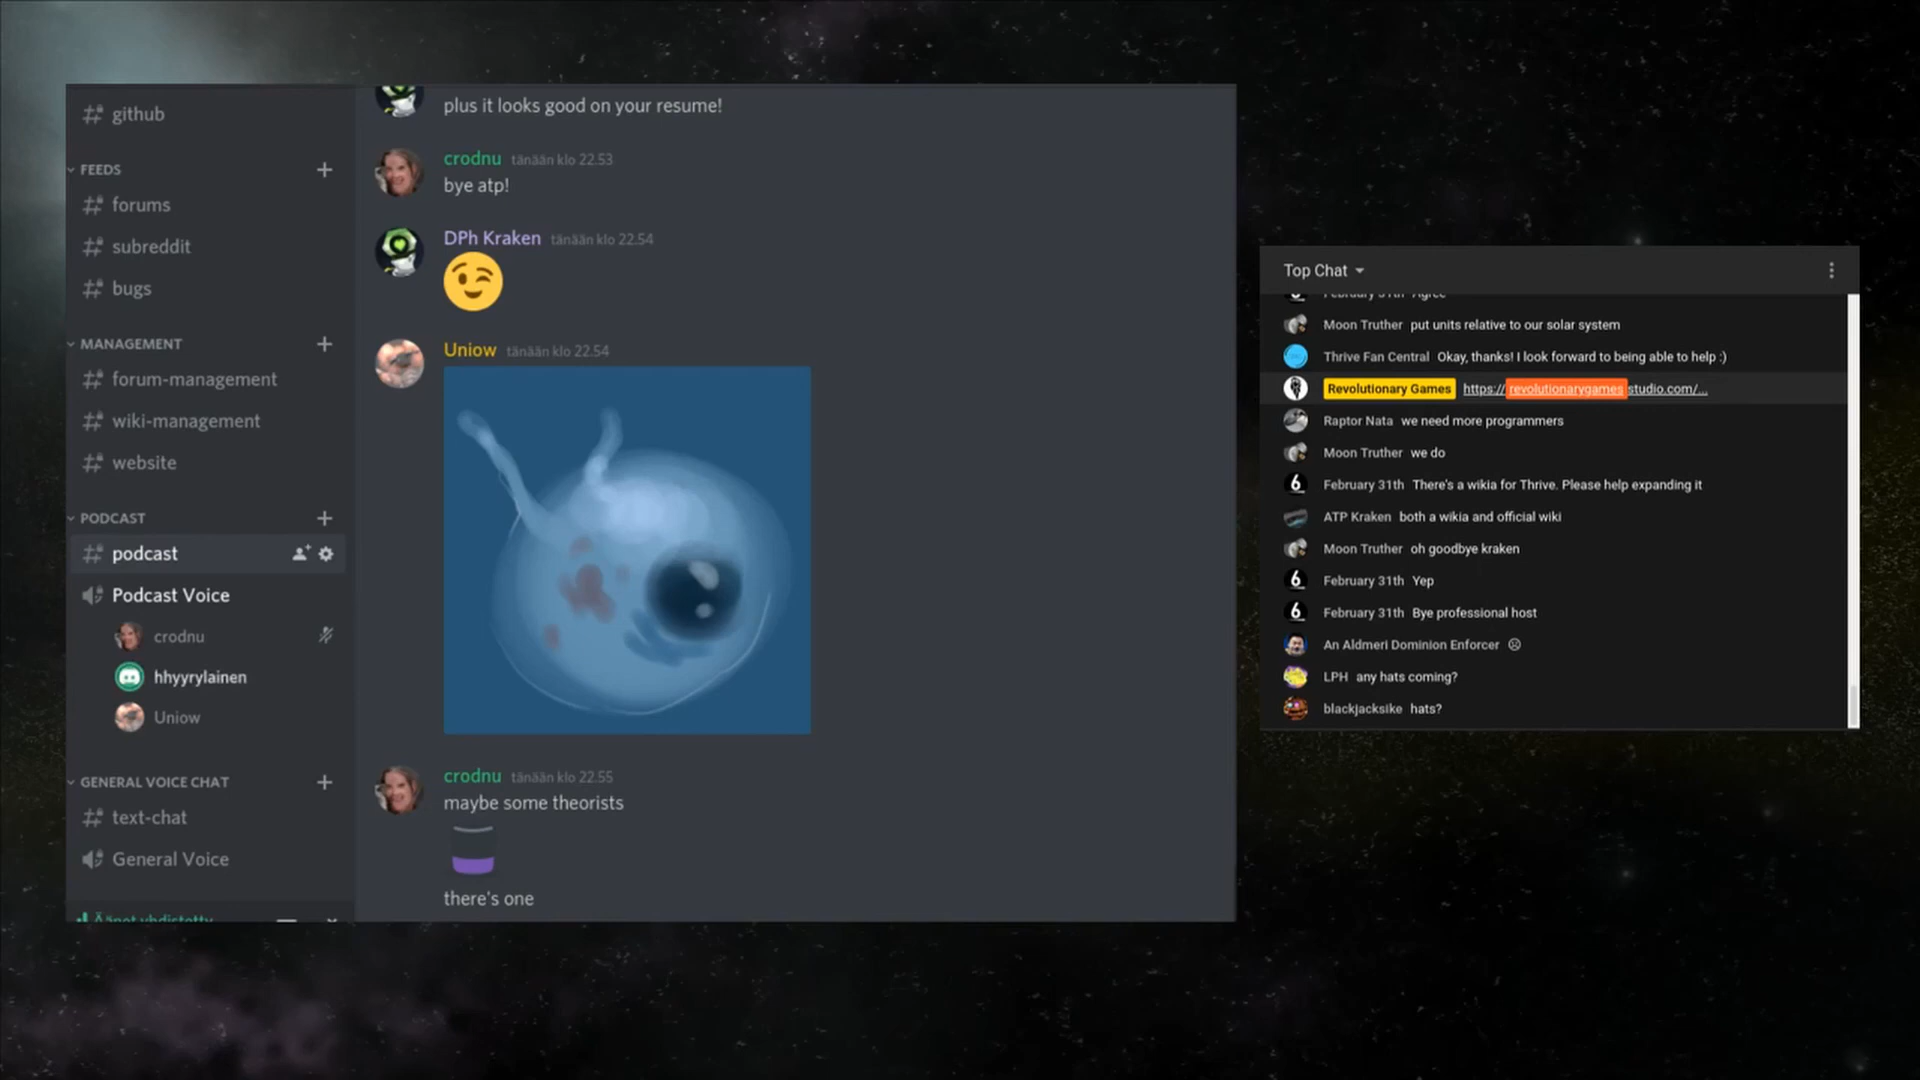 github
FEEDS
forums
subreddit
bugs
MANAGEMENT
forum-management
wiki-management
website
PODCAST
podcast
Podcast Voice
crodnu
hhyyrylainen
Uniow
GENERAL VOICE CHAT
text-chat
General Voice
Äänet yhdistetty
plus it looks good on your resume!
crodnu tänään klo 22.53
bye atp!
DPh Kraken tänään klo 22.54
Uniow tänään klo 22.54
crodnu tänään klo 22.55
maybe some theorists
there's one
Top Chat
February 31th Agree
Moon Truther put units relative to our solar system
Thrive Fan Central Okay, thanks! I look forward to being able to help :)
Revolutionary Games https://revolutionarygamesstudio.com/...
Raptor Nata we need more programmers
Moon Truther we do
February 31th There's a wikia for Thrive. Please help expanding it
ATP Kraken both a wikia and official wiki
Moon Truther oh goodbye kraken
6 February 31th Yep
6 February 31th Bye professional host
An Aldmeri Dominion Enforcer
LPH any hats coming?
blackjacksike hats?